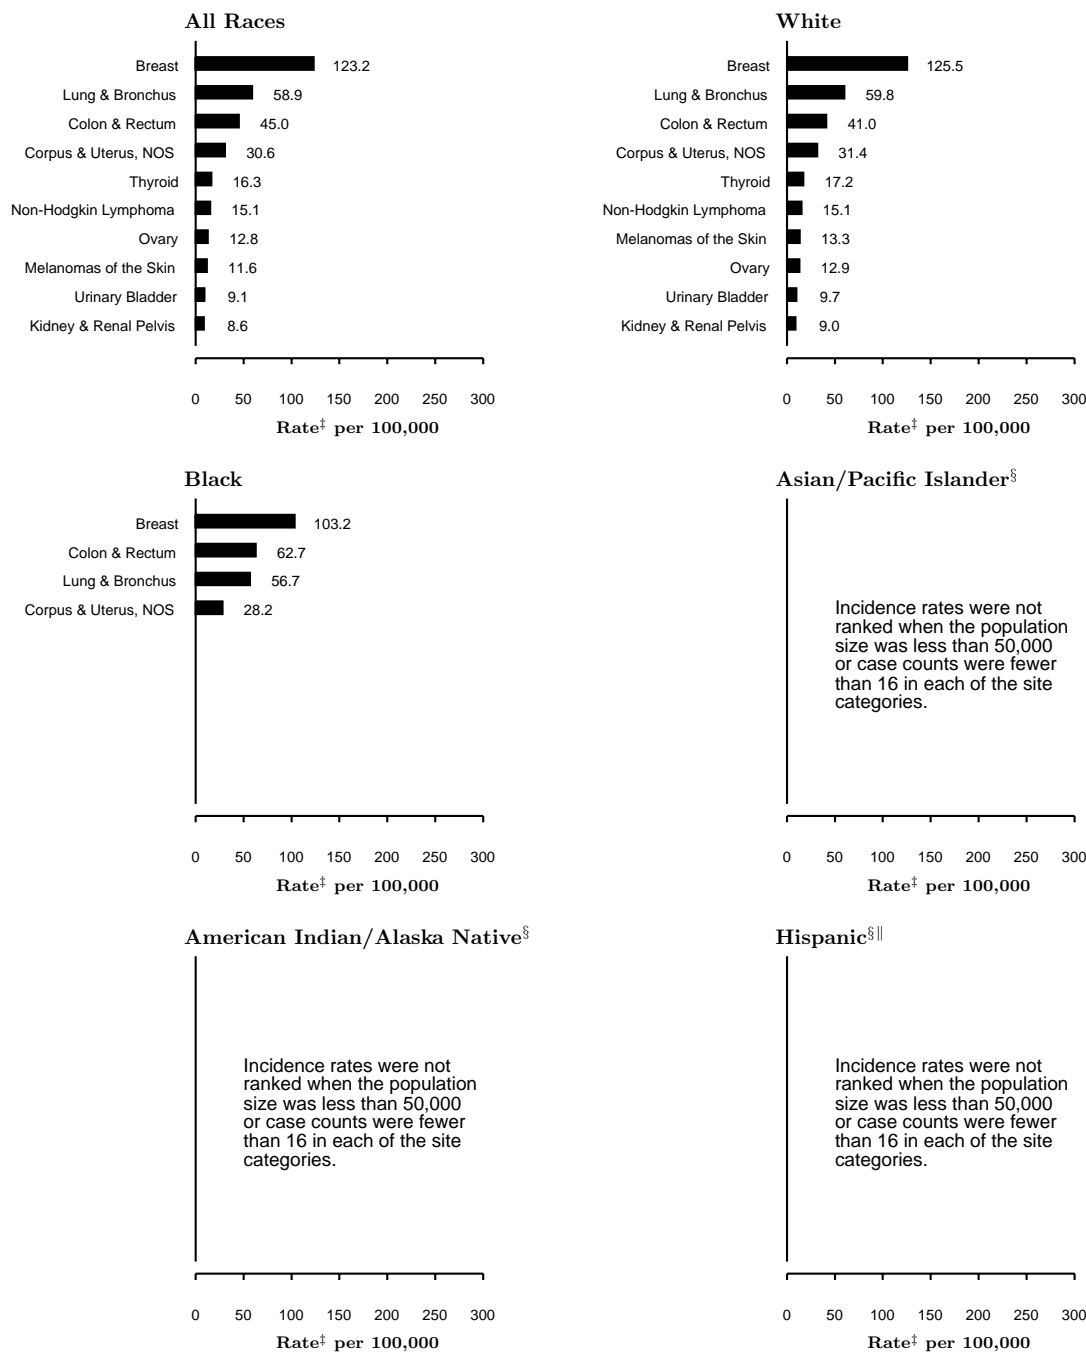 All Races
Breast 123.2
Lung & Bronchus 58.9
Colon & Rectum 45.0
Corpus & Uterus, NOS 30.6
Thyroid 16.3
Non-Hodgkin Lymphoma 15.1
Ovary 12.8
Melanomas of the Skin 11.6
Urinary Bladder 9.1
Kidney & Renal Pelvis 8.6
0 50 100 150 200 250 300
Rate‡ per 100,000
White
Breast 125.5
Lung & Bronchus 59.8
Colon & Rectum 41.0
Corpus & Uterus, NOS 31.4
Thyroid 17.2
Non-Hodgkin Lymphoma 15.1
Melanomas of the Skin 13.3
Ovary 12.9
Urinary Bladder 9.7
Kidney & Renal Pelvis 9.0
0 50 100 150 200 250 300
Rate‡ per 100,000
Black
Breast 103.2
Colon & Rectum 62.7
Lung & Bronchus 56.7
Corpus & Uterus, NOS 28.2
0 50 100 150 200 250 300
Rate‡ per 100,000
Asian/Pacific Islander§
Incidence rates were not
ranked when the population
size was less than 50,000
or case counts were fewer
than 16 in each of the site
categories.
0 50 100 150 200 250 300
Rate‡ per 100,000
American Indian/Alaska Native§
Incidence rates were not
ranked when the population
size was less than 50,000
or case counts were fewer
than 16 in each of the site
categories.
0 50 100 150 200 250 300
Rate‡ per 100,000
Hispanic§‖
Incidence rates were not
ranked when the population
size was less than 50,000
or case counts were fewer
than 16 in each of the site
categories.
0 50 100 150 200 250 300
Rate‡ per 100,000